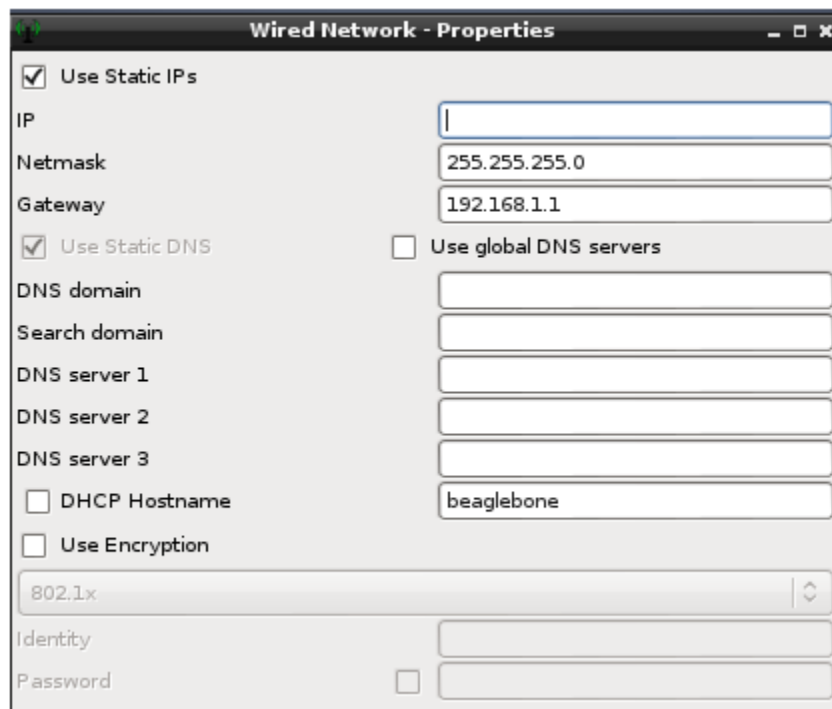 Wired Network - Properties
Use Static IPs
IP
Netmask 255.255.255.0
Gateway 192.168.1.1
Use Static DNS Use global DNS servers
DNS domain
Search domain
DNS server 1
DNS server 2
DNS server 3
DHCP Hostname beaglebone
Use Encryption
802.1x
Identity
Password